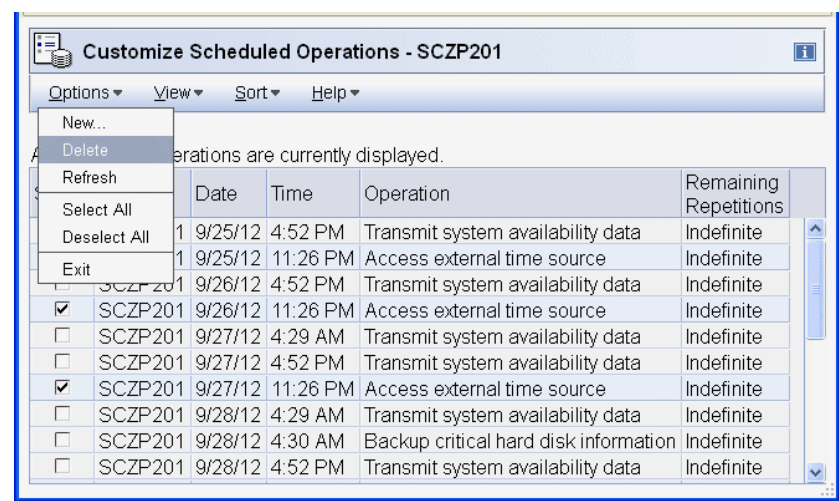 Customize Scheduled Operations - SCZP201
Options View Sort Help
New...
Delete
Refresh
Select All
Deselect All
Exit
erations are currently displayed.
Date Time Operation Remaining Repetitions
1 9/25/12 4:52 PM Transmit system availability data Indefinite
1 9/25/12 11:26 PM Access external time source Indefinite
SCZP201 9/26/12 4:52 PM Transmit system availability data Indefinite
SCZP201 9/26/12 11:26 PM Access external time source Indefinite
SCZP201 9/27/12 4:29 AM Transmit system availability data Indefinite
SCZP201 9/27/12 4:52 PM Transmit system availability data Indefinite
SCZP201 9/27/12 11:26 PM Access external time source Indefinite
SCZP201 9/28/12 4:29 AM Transmit system availability data Indefinite
SCZP201 9/28/12 4:30 AM Backup critical hard disk information Indefinite
SCZP201 9/28/12 4:52 PM Transmit system availability data Indefinite